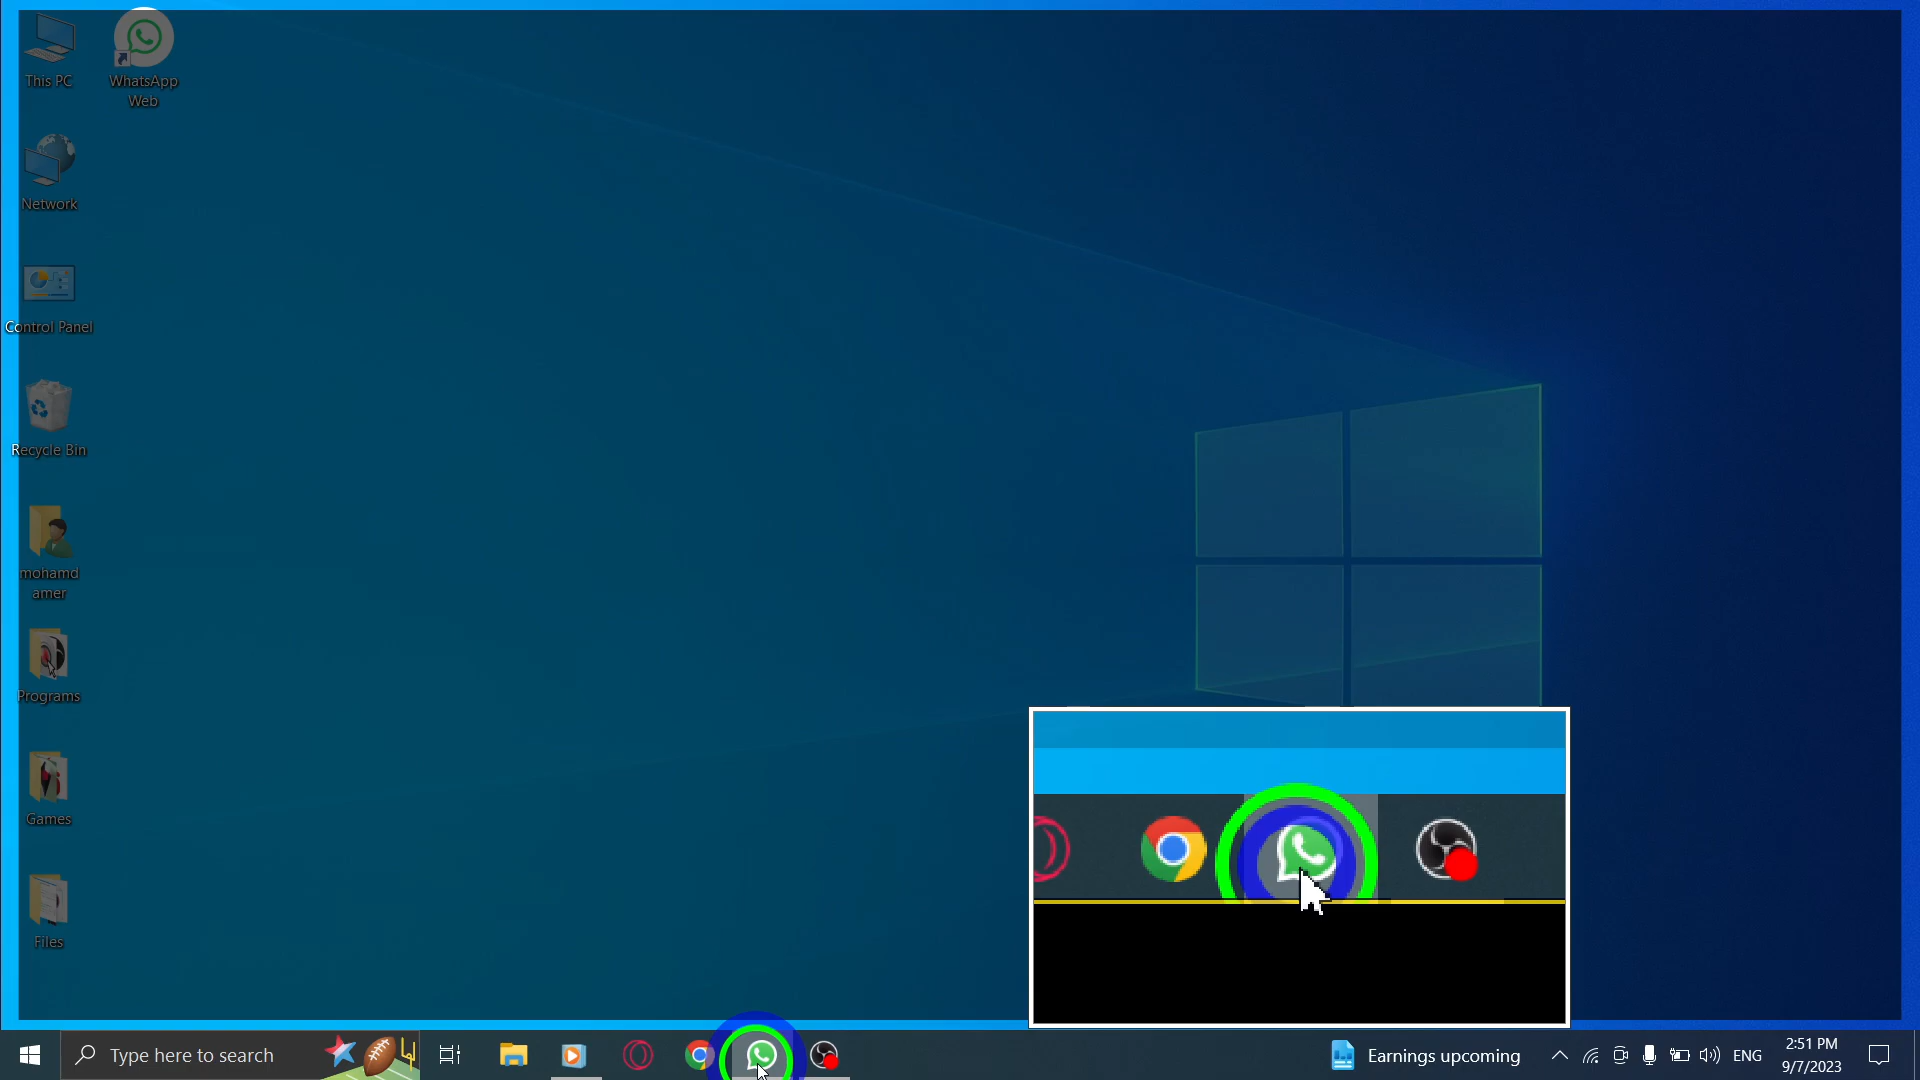 This PC
WhatsApp
Web
Network
Control Panel
Recycle Bin
mohamd
amer
Programs
Games
Files
Type here to search
Earnings upcoming
ENG
2:51 PM
9/7/2023